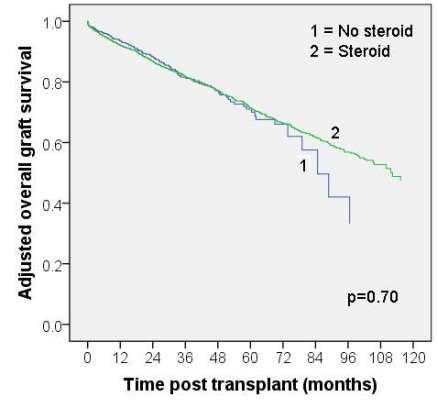 1 = No steroid
2 = Steroid
1.0
0.8
0.6
0.4
0.2
0.0
2
1
p=0.70
0 12 24 36 48 60 72 84 96 108 120
Adjusted overall graft survival
Time post transplant (months)